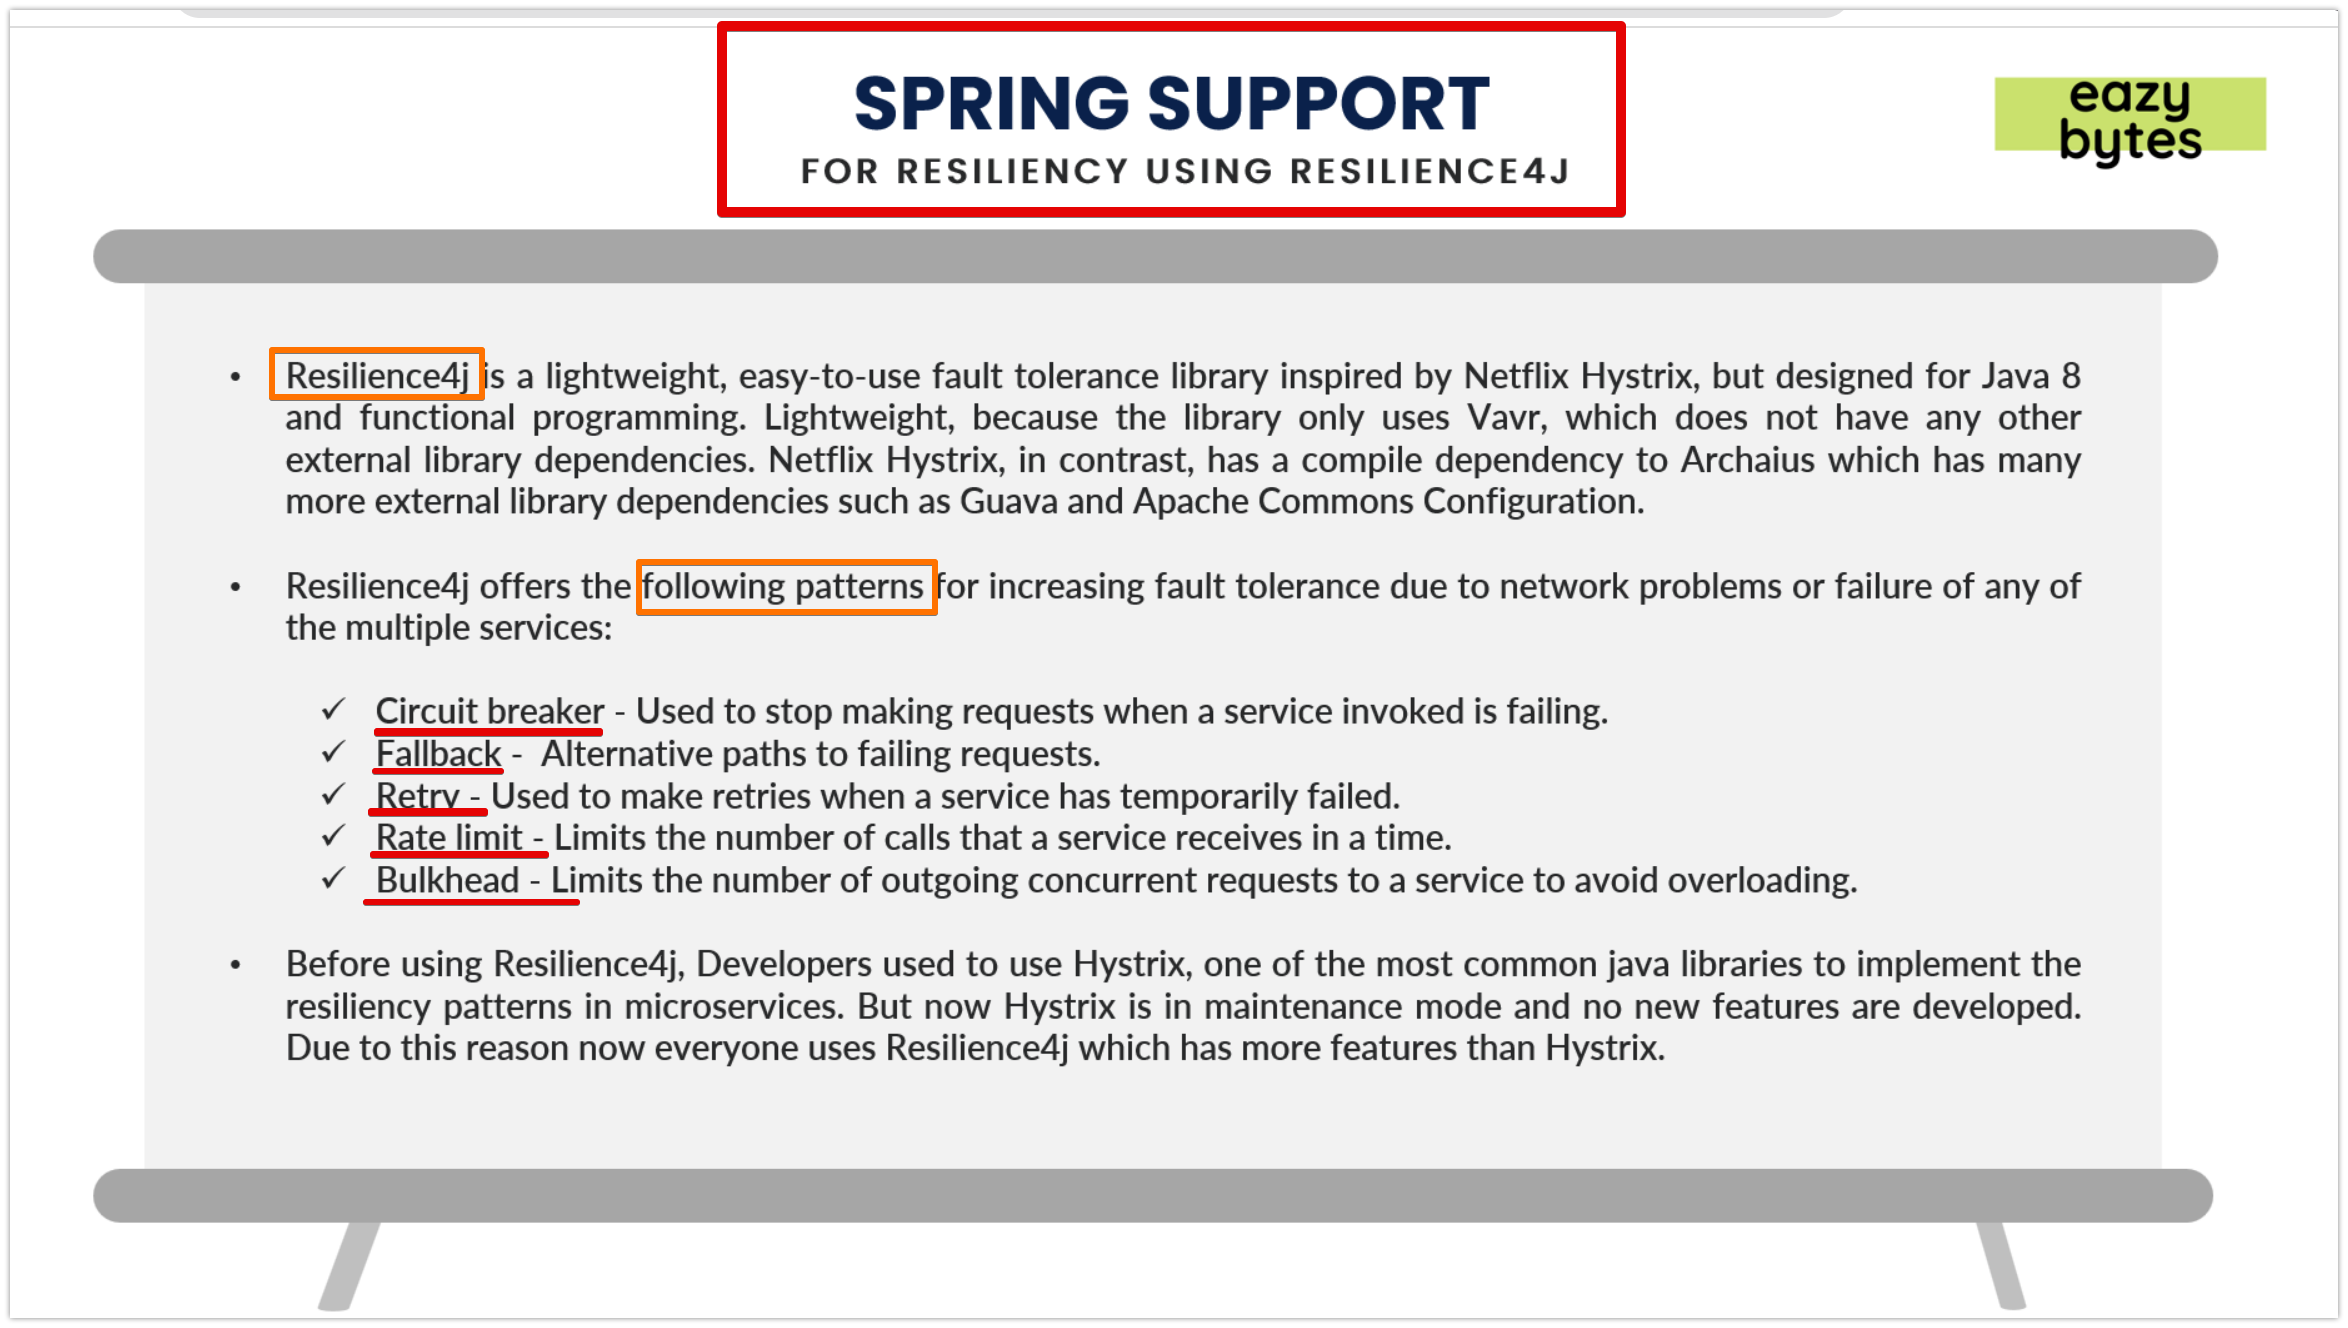 SPRING SUPPORT
FOR RESILIENCY USING RESILIENCE4J
eazy
bytes
• Resilience4j is a lightweight, easy-to-use fault tolerance library inspired by Netflix Hystrix, but designed for Java 8
and functional programming. Lightweight, because the library only uses Vavr, which does not have any other
external library dependencies. Netflix Hystrix, in contrast, has a compile dependency to Archaius which has many
more external library dependencies such as Guava and Apache Commons Configuration.
• Resilience4j offers the following patterns for increasing fault tolerance due to network problems or failure of any of
the multiple services:
✓ Circuit breaker - Used to stop making requests when a service invoked is failing.
✓ Fallback - Alternative paths to failing requests.
✓ Retry - Used to make retries when a service has temporarily failed.
✓ Rate limit - Limits the number of calls that a service receives in a time.
✓ Bulkhead - Limits the number of outgoing concurrent requests to a service to avoid overloading.
• Before using Resilience4j, Developers used to use Hystrix, one of the most common java libraries to implement the
resiliency patterns in microservices. But now Hystrix is in maintenance mode and no new features are developed.
Due to this reason now everyone uses Resilience4j which has more features than Hystrix.